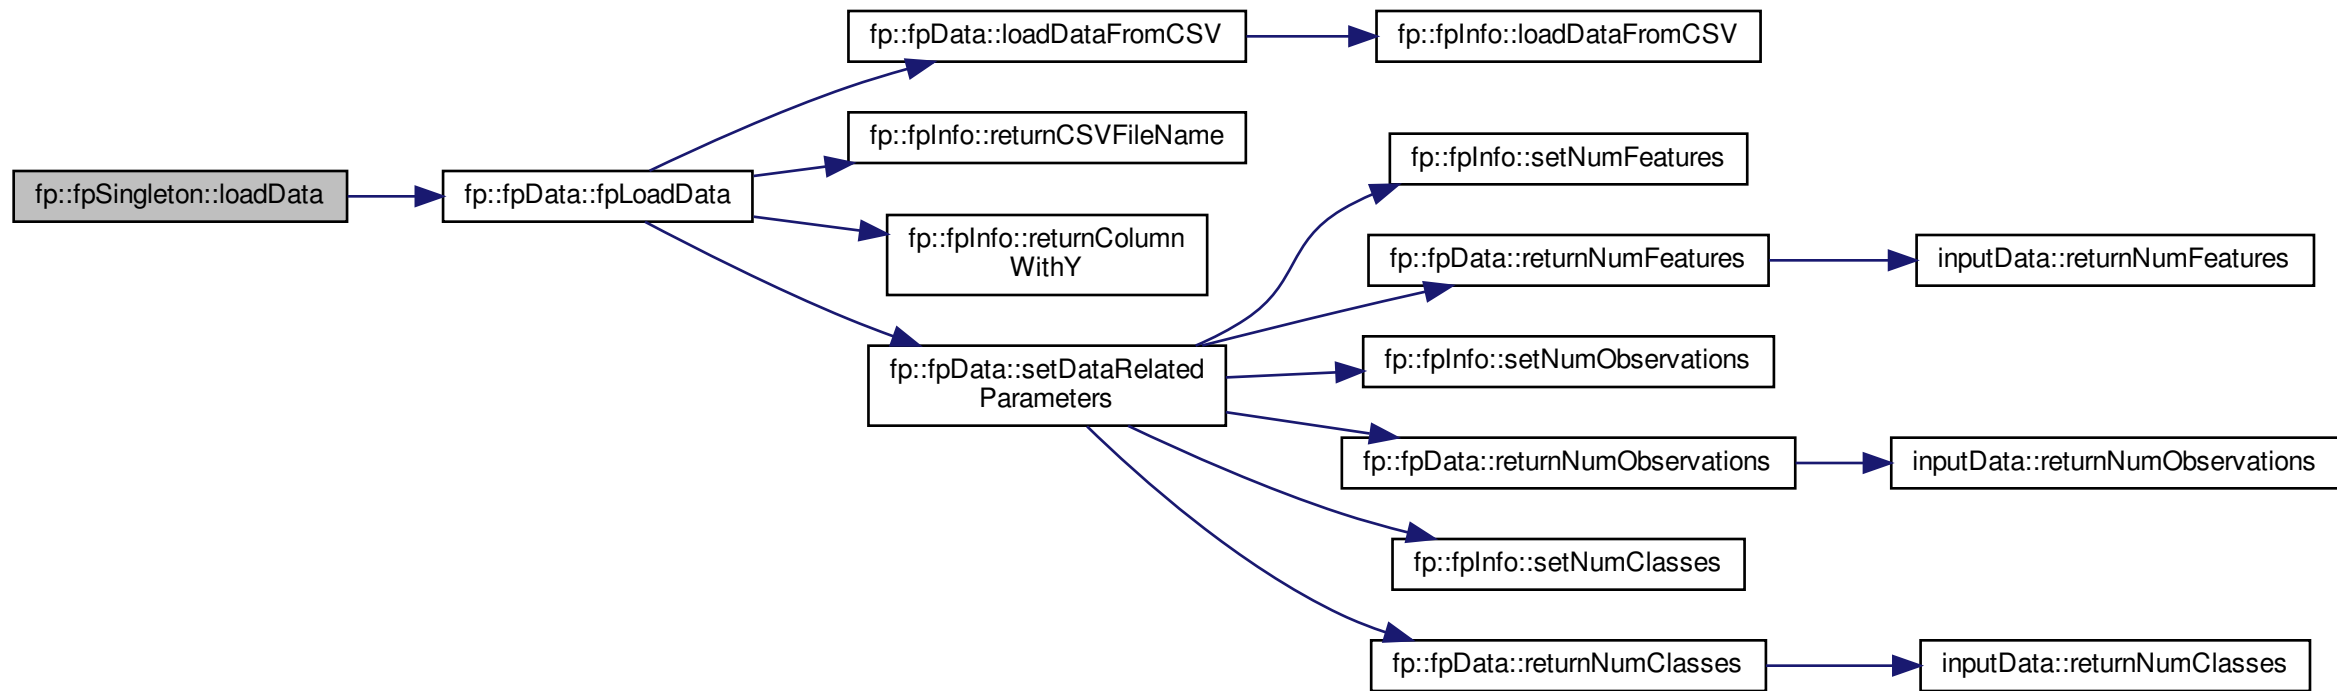 fp::fpSingleton::loadData
fp::fpData::fpLoadData
fp::fpData::loadDataFromCSV
fp::fpInfo::loadDataFromCSV
fp::fpInfo::returnCSVFileName
fp::fpInfo::returnColumn
WithY
fp::fpData::setDataRelated
Parameters
fp::fpInfo::setNumFeatures
fp::fpData::returnNumFeatures
inputData::returnNumFeatures
fp::fpInfo::setNumObservations
fp::fpData::returnNumObservations
inputData::returnNumObservations
fp::fpInfo::setNumClasses
fp::fpData::returnNumClasses
inputData::returnNumClasses